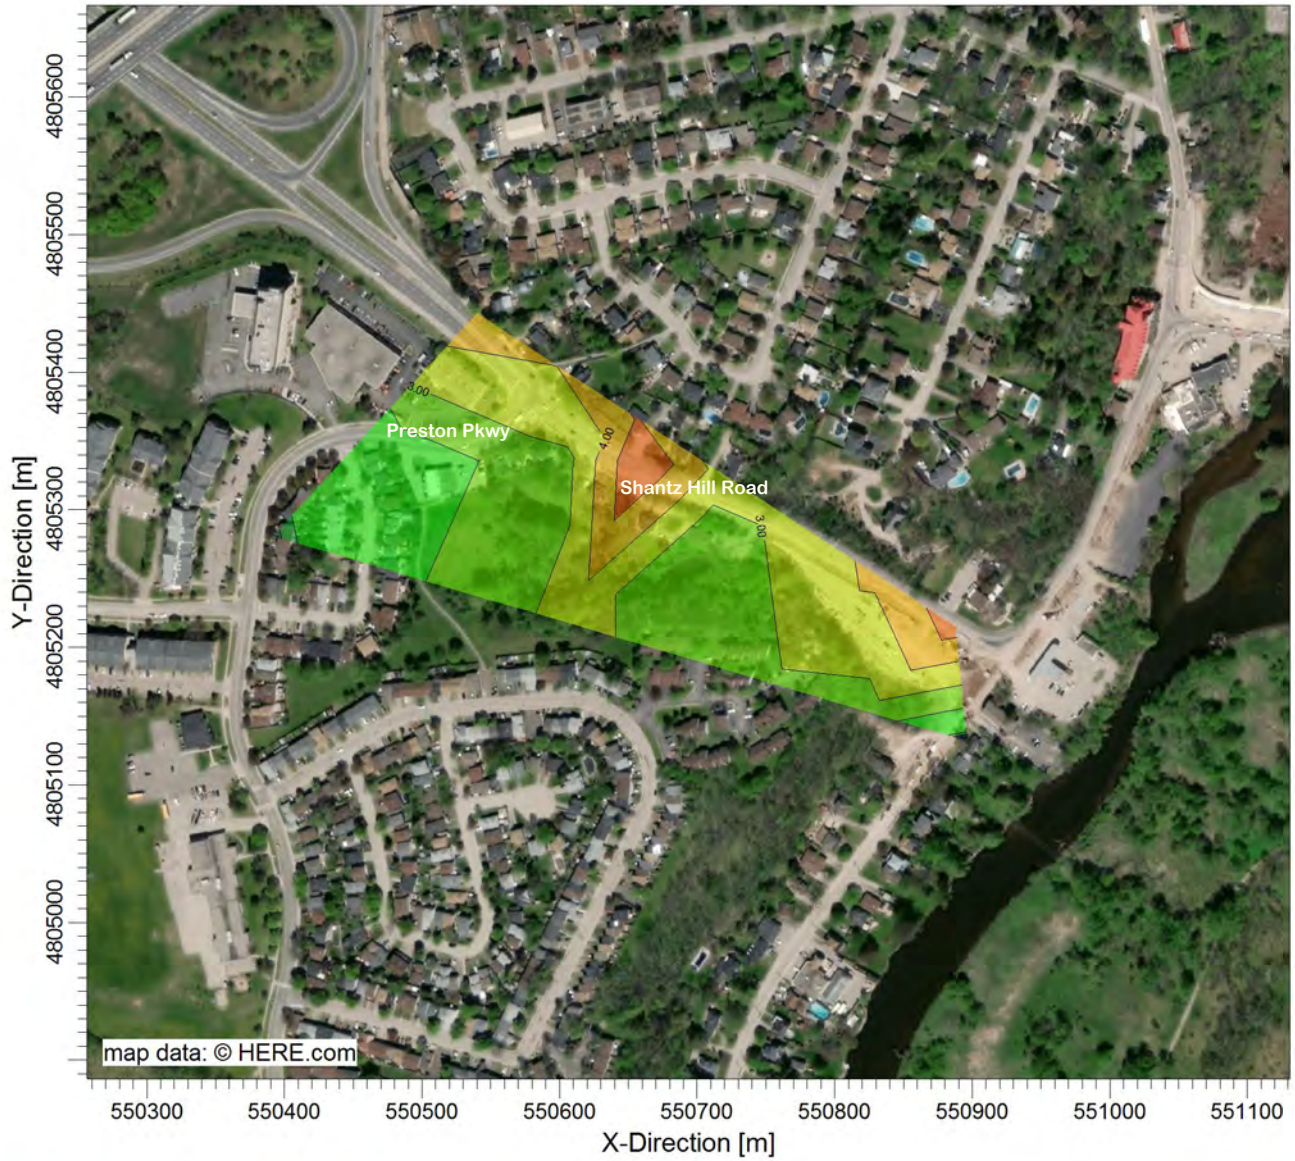 4805600
4805500
4805400
4805300
4805200
4805100
4805000
Y-Direction [m]
3.00
Preston Pkwy
4.00
Shantz Hill Road
3.00
map data: © HERE.com
550300 550400 550500 550600 550700 550800 550900 551000 551100
X-Direction [m]